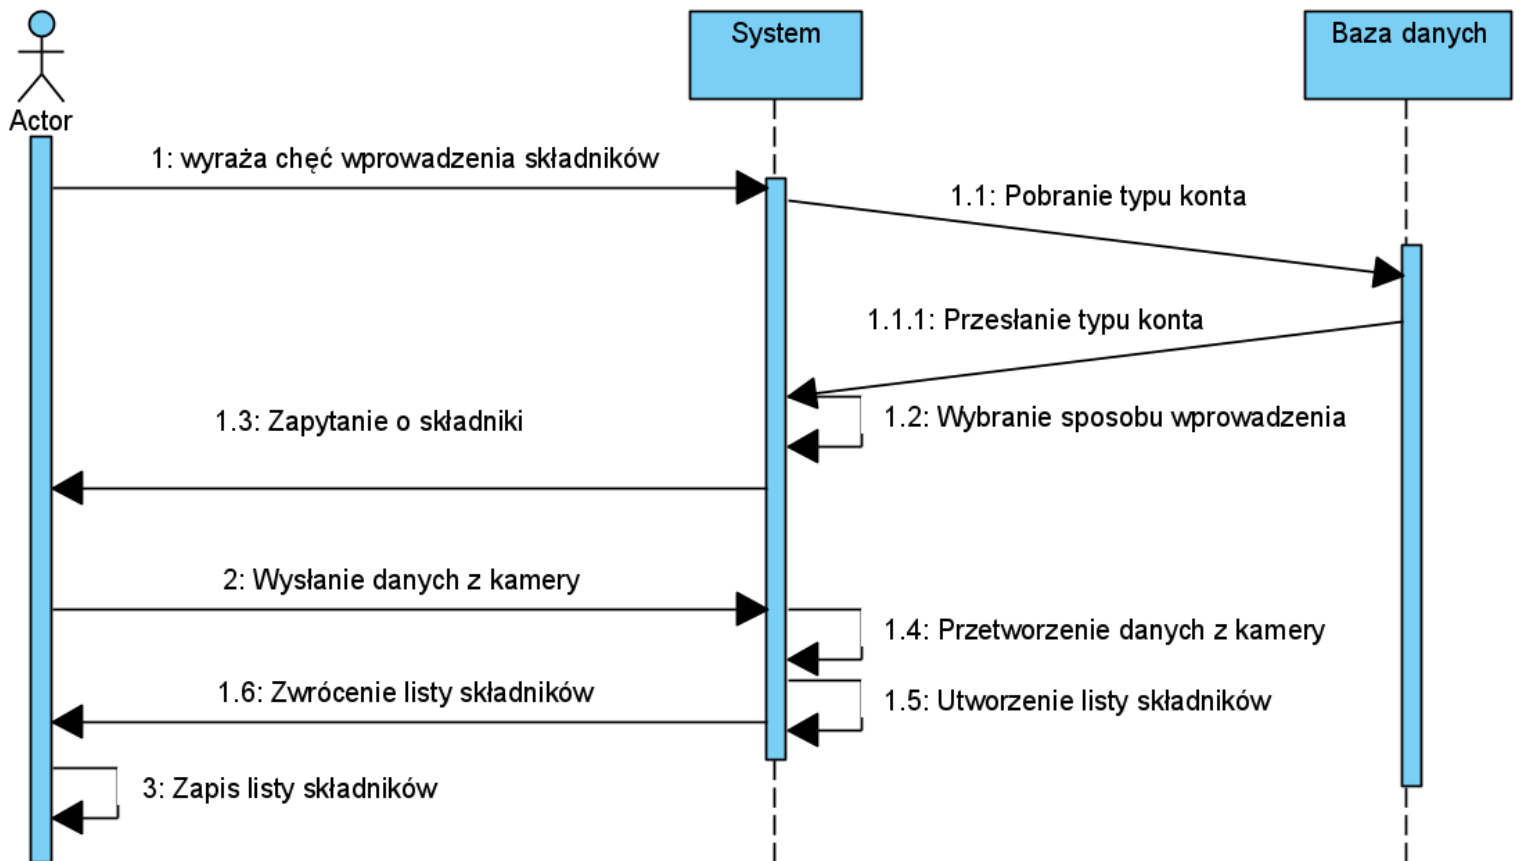 System
Baza danych
Actor
1: wyraża chęć wprowadzenia składników
1.1: Pobranie typu konta
1.1.1: Przesłanie typu konta
1.2: Wybranie sposobu wprowadzenia
1.3: Zapytanie o składniki
2: Wysłanie danych z kamery
1.4: Przetworzenie danych z kamery
1.6: Zwrócenie listy składników
1.5: Utworzenie listy składników
3: Zapis listy składników